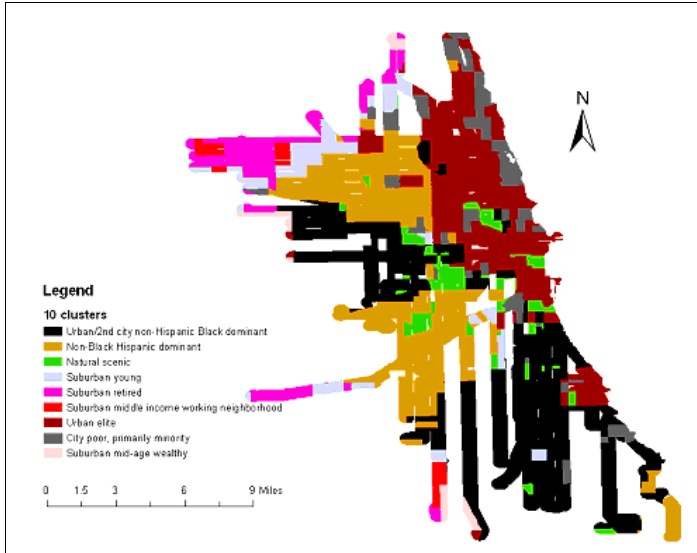 N
Legend
10 clusters
Urban/2nd city non-Hispanic Black dominant
Non-Black Hispanic dominant
Natural scenic
Suburban young
Suburban retired
Suburban middle income working neighborhood
Urban elite
City poor, primarily minority
Suburban mid-age wealthy
0 1.5 3 6 9 Miles